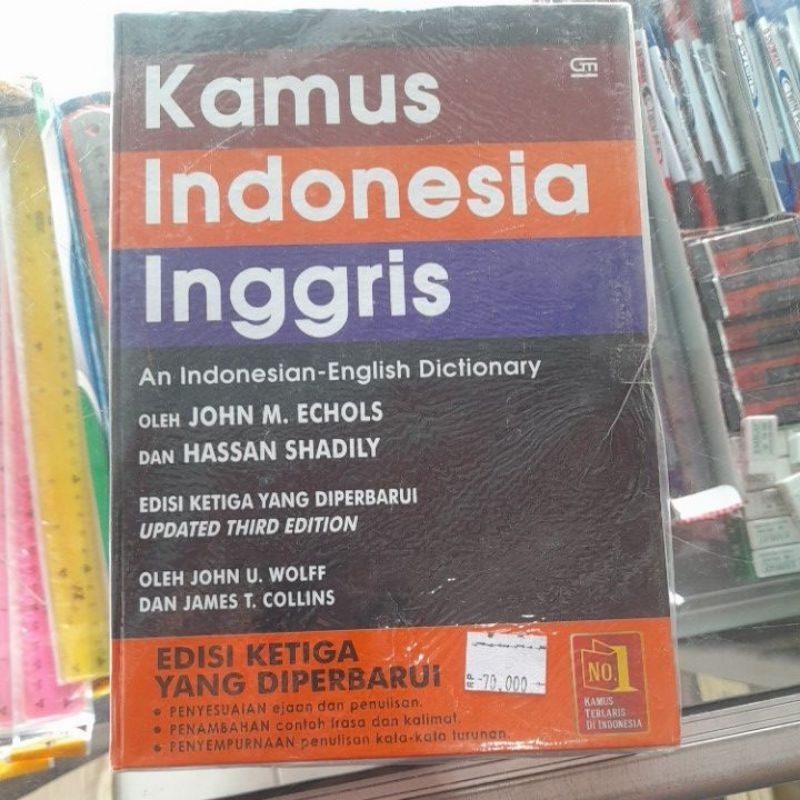 GM
Kamus
Indonesia
Inggris
An Indonesian-English Dictionary
OLEH JOHN M. ECHOLS
DAN HASSAN SHADILY
EDISI KETIGA YANG DIPERBARUI
UPDATED THIRD EDITION
OLEH JOHN U. WOLFF
DAN JAMES T. COLLINS
EDISI KETIGA
YANG DIPERBARUI
• PENYESUAIAN ejaan dan penulisan.
• PENAMBAHAN contoh frasa dan kalimat.
• PENYEMPURNAAN penulisan kata-kata turunan.
RP 70.000
NO.1
KAMUS
TERLARIS
DI INDONESIA